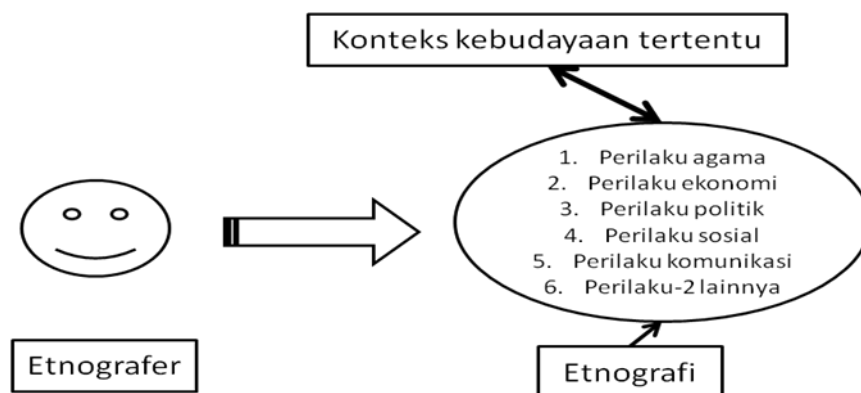 Konteks kebudayaan tertentu
1. Perilaku agama
2. Perilaku ekonomi
3. Perilaku politik
4. Perilaku sosial
5. Perilaku komunikasi
6. Perilaku-2 lainnya
Etnografer
Etnografi